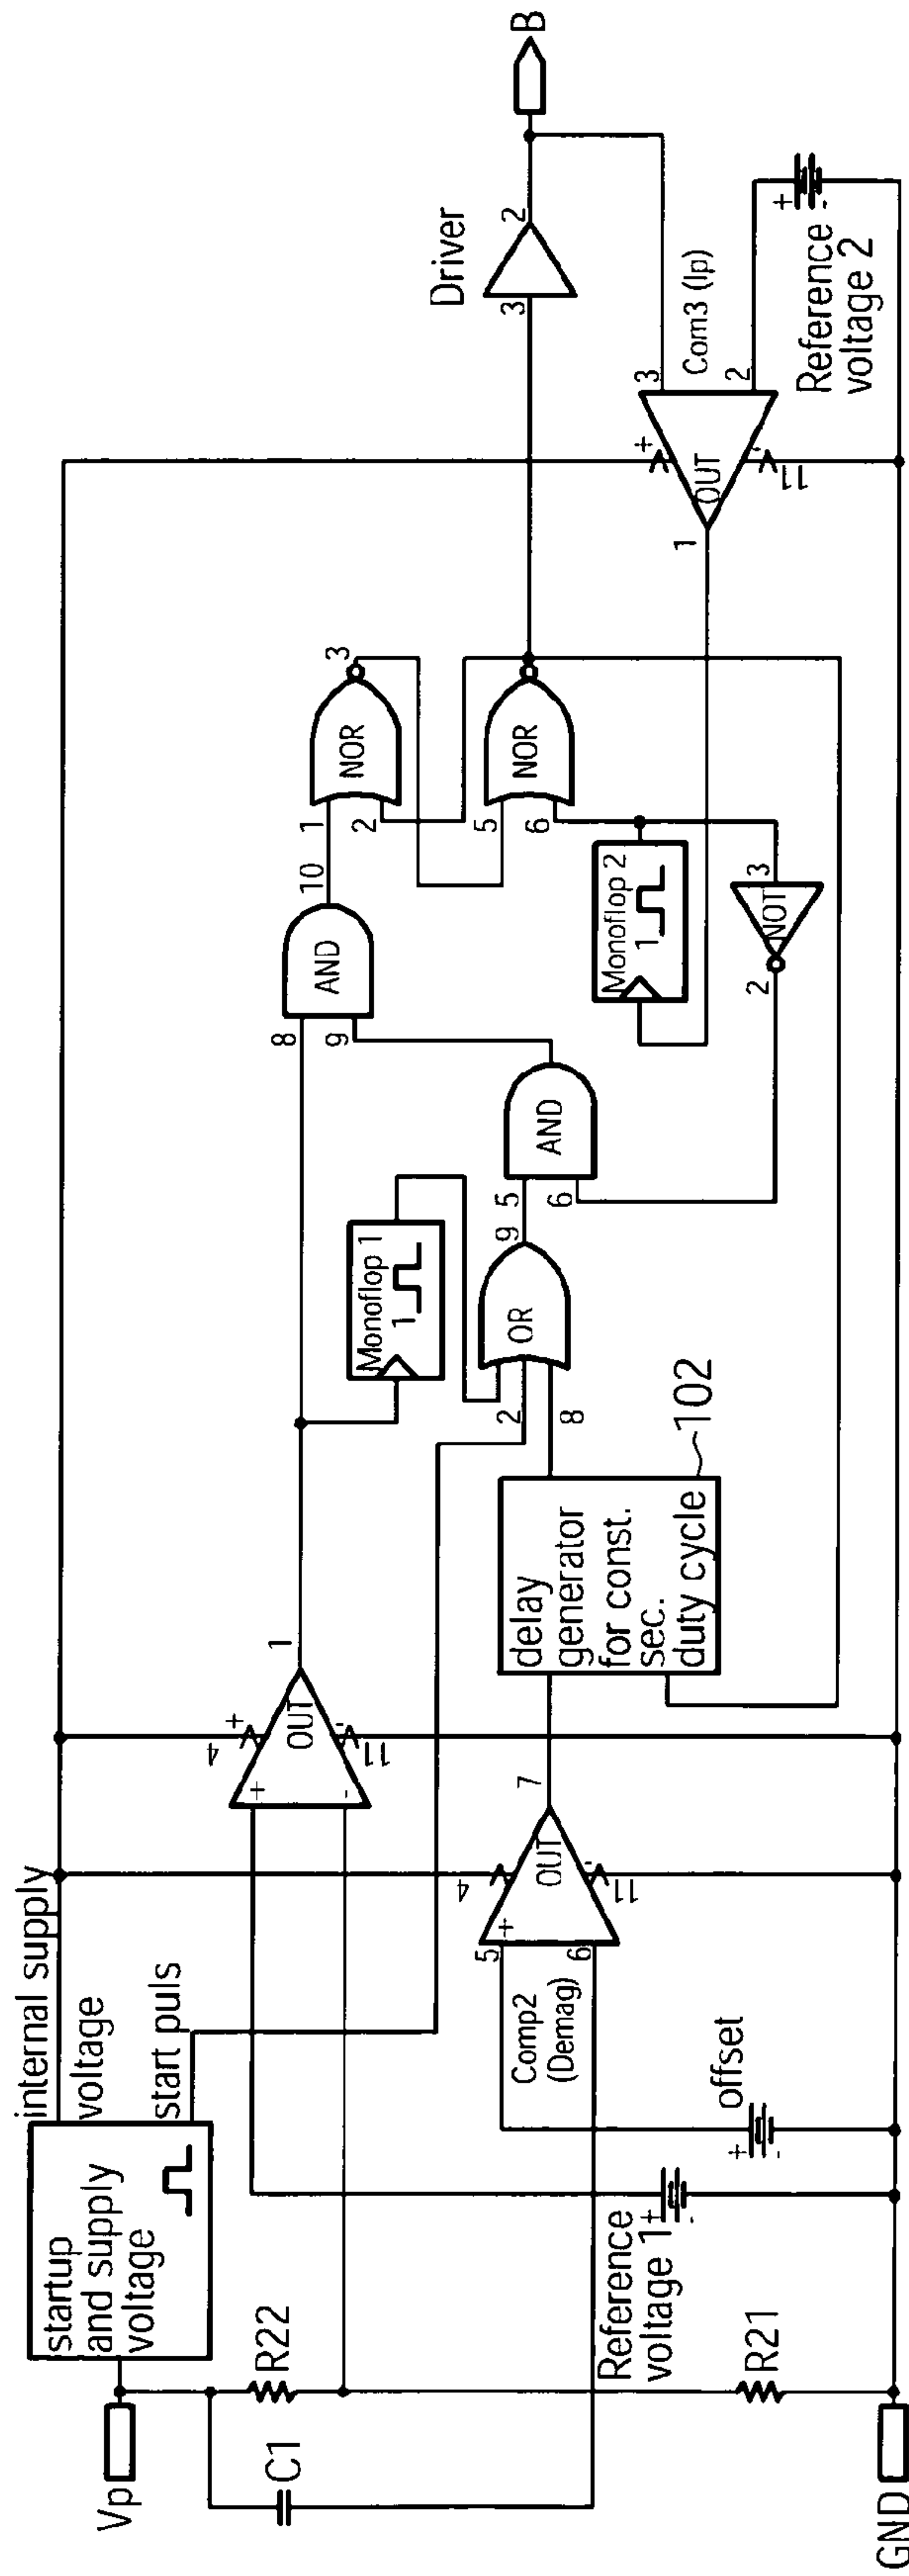 Vp
GND
C1
R22
R21
startup
and supply
voltage
internal supply
voltage
start puls
Reference
voltage 1
+
-
offset
+
-
Comp2
(Demag)
5
6
+
OUT
4
11
-
7
+
-
OUT
4
+
11
-
1
delay
generator
for const.
sec.
duty cycle
102
Monoflop 1
1
2
8
OR
9
5
6
AND
8
9
AND
10
1
2
NOR
3
5
6
NOR
Monoflop 2
1
3
NOT
2
1
OUT
+
-
11
3
2
Com3 (Ip)
Driver
3
2
B
+
-
Reference
voltage 2